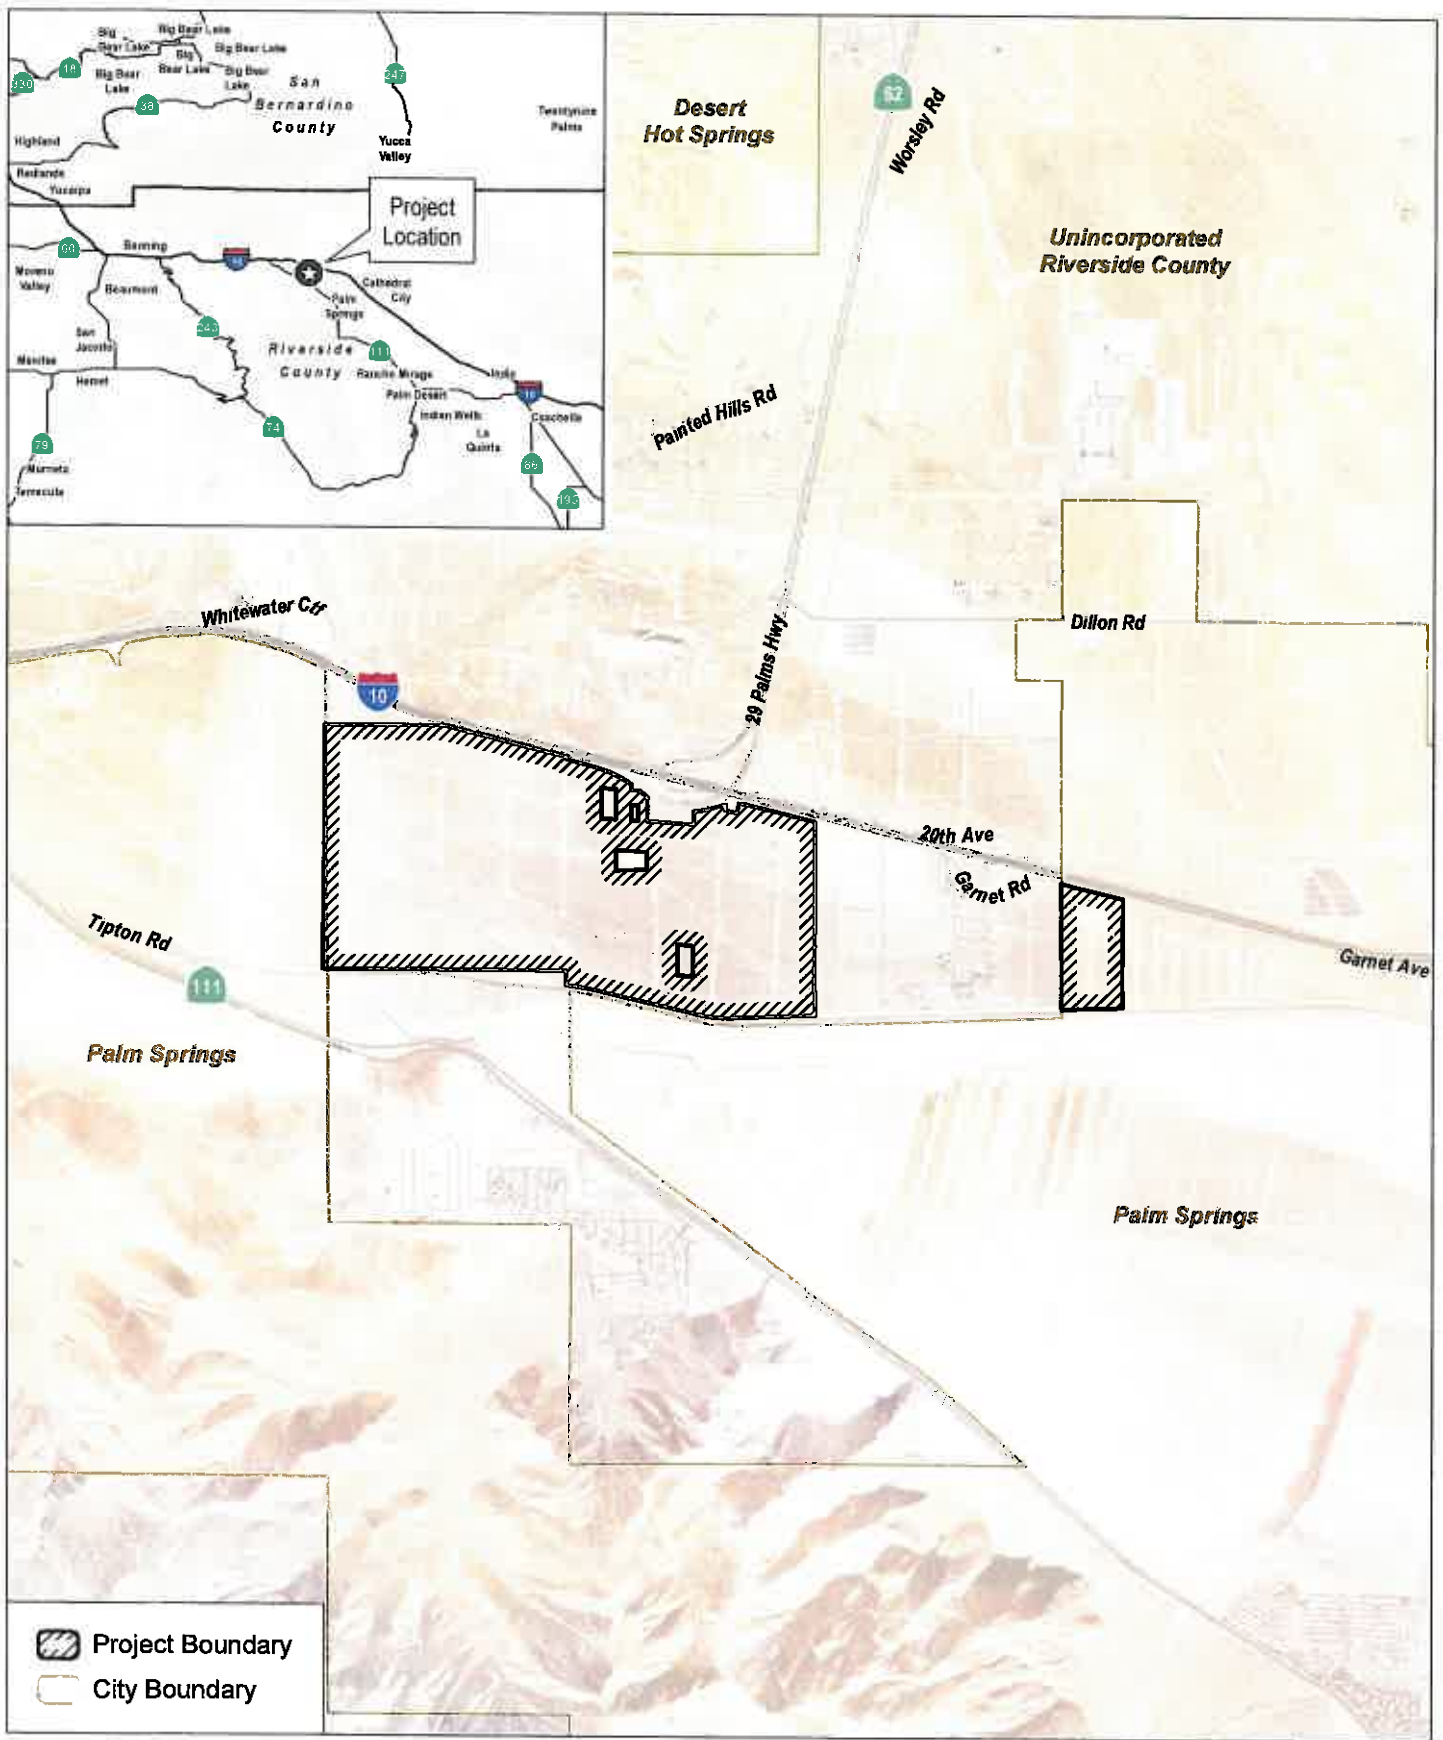 Big
Bear Lake
Big Bear Lake
Big Bear Lake
Big
Bear Lake
Big Bear
Lake
Big Bear
Lake
330
18
38
247
San
Bernardino
County
Twentynine
Palms
Highland
Yucca
Valley
Redlands
Yucaipa
Project
Location
60
Banning
Moreno
Valley
Beaumont
Cathedral
City
Palm
Springs
243
San
Jacinto
Riverside
County
111
Menifee
Hemet
Rancho Mirage
Indio
Palm Desert
10
Indian Wells
Coachella
La
Quinta
74
79
Murrieta
Temecula
86
195
Desert
Hot Springs
62
Worsley Rd
Unincorporated
Riverside County
Painted Hills Rd
Whitewater Ctf
Dillon Rd
29 Palms Hwy
10
20th Ave
Garnet Rd
Garnet Ave
Tipton Rd
111
Palm Springs
Palm Springs
Project Boundary
City Boundary